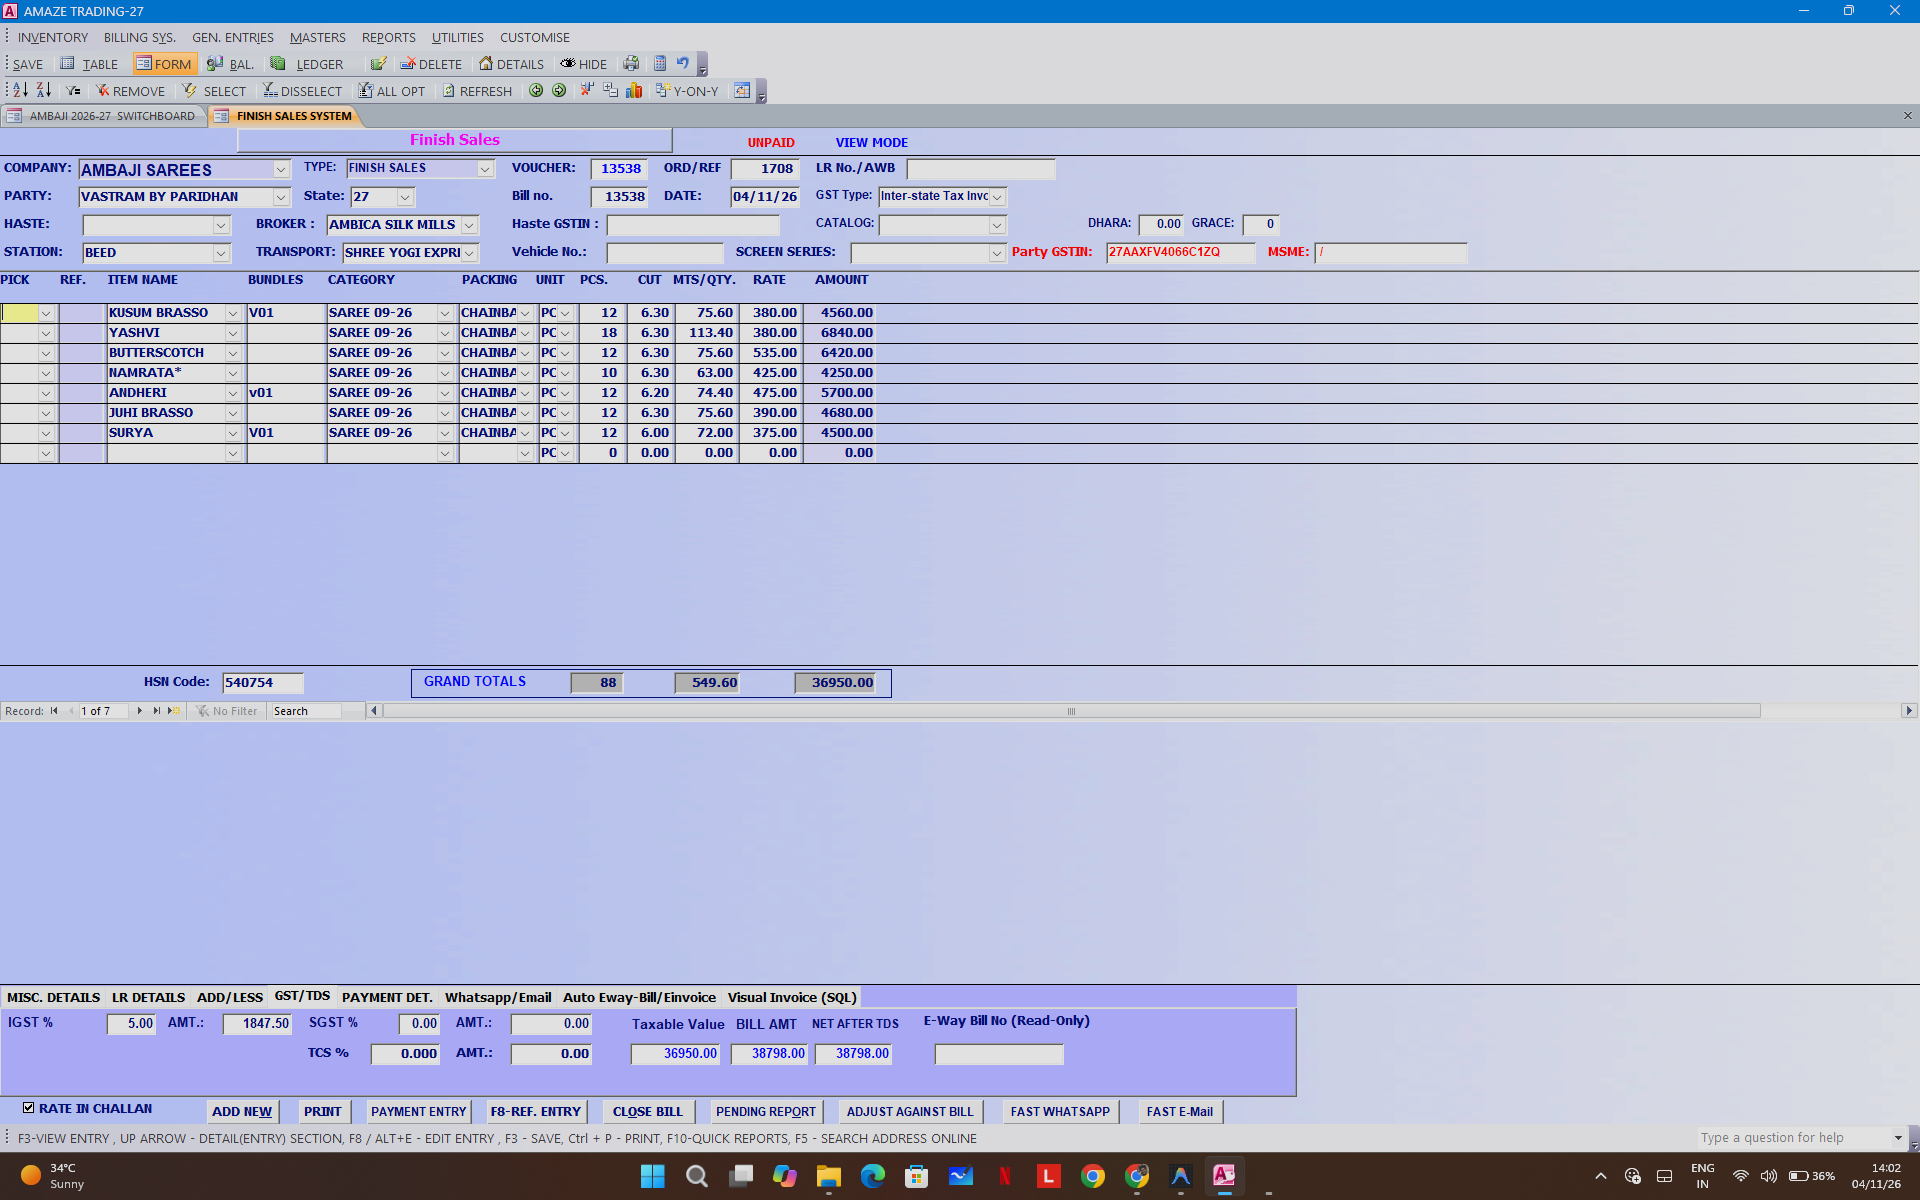 AMAZE TRADING-27
INVENTORY BILLING SYS. GEN. ENTRIES MASTERS REPORTS UTILITIES CUSTOMISE
SAVE TABLE FORM BAL. LEDGER DELETE DETAILS HIDE
REMOVE SELECT DISSELECT ALL OPT REFRESH Y-ON-Y
AMBAJI 2026-27 SWITCHBOARD FINISH SALES SYSTEM
Finish Sales UNPAID VIEW MODE
COMPANY: AMBAJI SAREES TYPE: FINISH SALES VOUCHER: 13538 ORD/REF 1708 LR No./AWB
PARTY: VASTRAM BY PARIDHAN State: 27 Bill no. 13538 DATE: 04/11/26 GST Type: Inter-state Tax Invc
HASTE: BROKER : AMBICA SILK MILLS Haste GSTIN : CATALOG: DHARA: 0.00 GRACE: 0
STATION: BEED TRANSPORT: SHREE YOGI EXPRI Vehicle No.: SCREEN SERIES: Party GSTIN: 27AAXFV4066C1ZQ MSME: /
PICK REF. ITEM NAME BUNDLES CATEGORY PACKING UNIT PCS. CUT MTS/QTY. RATE AMOUNT
KUSUM BRASSO V01 SAREE 09-26 CHAINBA PC 12 6.30 75.60 380.00 4560.00
YASHVI SAREE 09-26 CHAINBA PC 18 6.30 113.40 380.00 6840.00
BUTTERSCOTCH SAREE 09-26 CHAINBA PC 12 6.30 75.60 535.00 6420.00
NAMRATA* SAREE 09-26 CHAINBA PC 10 6.30 63.00 425.00 4250.00
ANDHERI v01 SAREE 09-26 CHAINBA PC 12 6.20 74.40 475.00 5700.00
JUHI BRASSO SAREE 09-26 CHAINBA PC 12 6.30 75.60 390.00 4680.00
SURYA V01 SAREE 09-26 CHAINBA PC 12 6.00 72.00 375.00 4500.00
PC 0 0.00 0.00 0.00 0.00
HSN Code: 540754 GRAND TOTALS 88 549.60 36950.00
Record: 1 of 7 No Filter Search
MISC. DETAILS LR DETAILS ADD/LESS GST/TDS PAYMENT DET. Whatsapp/Email Auto Eway-Bill/Einvoice Visual Invoice (SQL)
IGST % 5.00 AMT.: 1847.50 SGST % 0.00 AMT.: 0.00 Taxable Value BILL AMT NET AFTER TDS E-Way Bill No (Read-Only)
TCS % 0.000 AMT.: 0.00 36950.00 38798.00 38798.00
RATE IN CHALLAN ADD NEW PRINT PAYMENT ENTRY F8-REF. ENTRY CLOSE BILL PENDING REPORT ADJUST AGAINST BILL FAST WHATSAPP FAST E-Mail
F3-VIEW ENTRY , UP ARROW - DETAIL(ENTRY) SECTION, F8 / ALT+E - EDIT ENTRY , F3 - SAVE, Ctrl + P - PRINT, F10-QUICK REPORTS, F5 - SEARCH ADDRESS ONLINE Type a question for help
34°C
Sunny
ENG
IN
36%
14:02
04/11/26